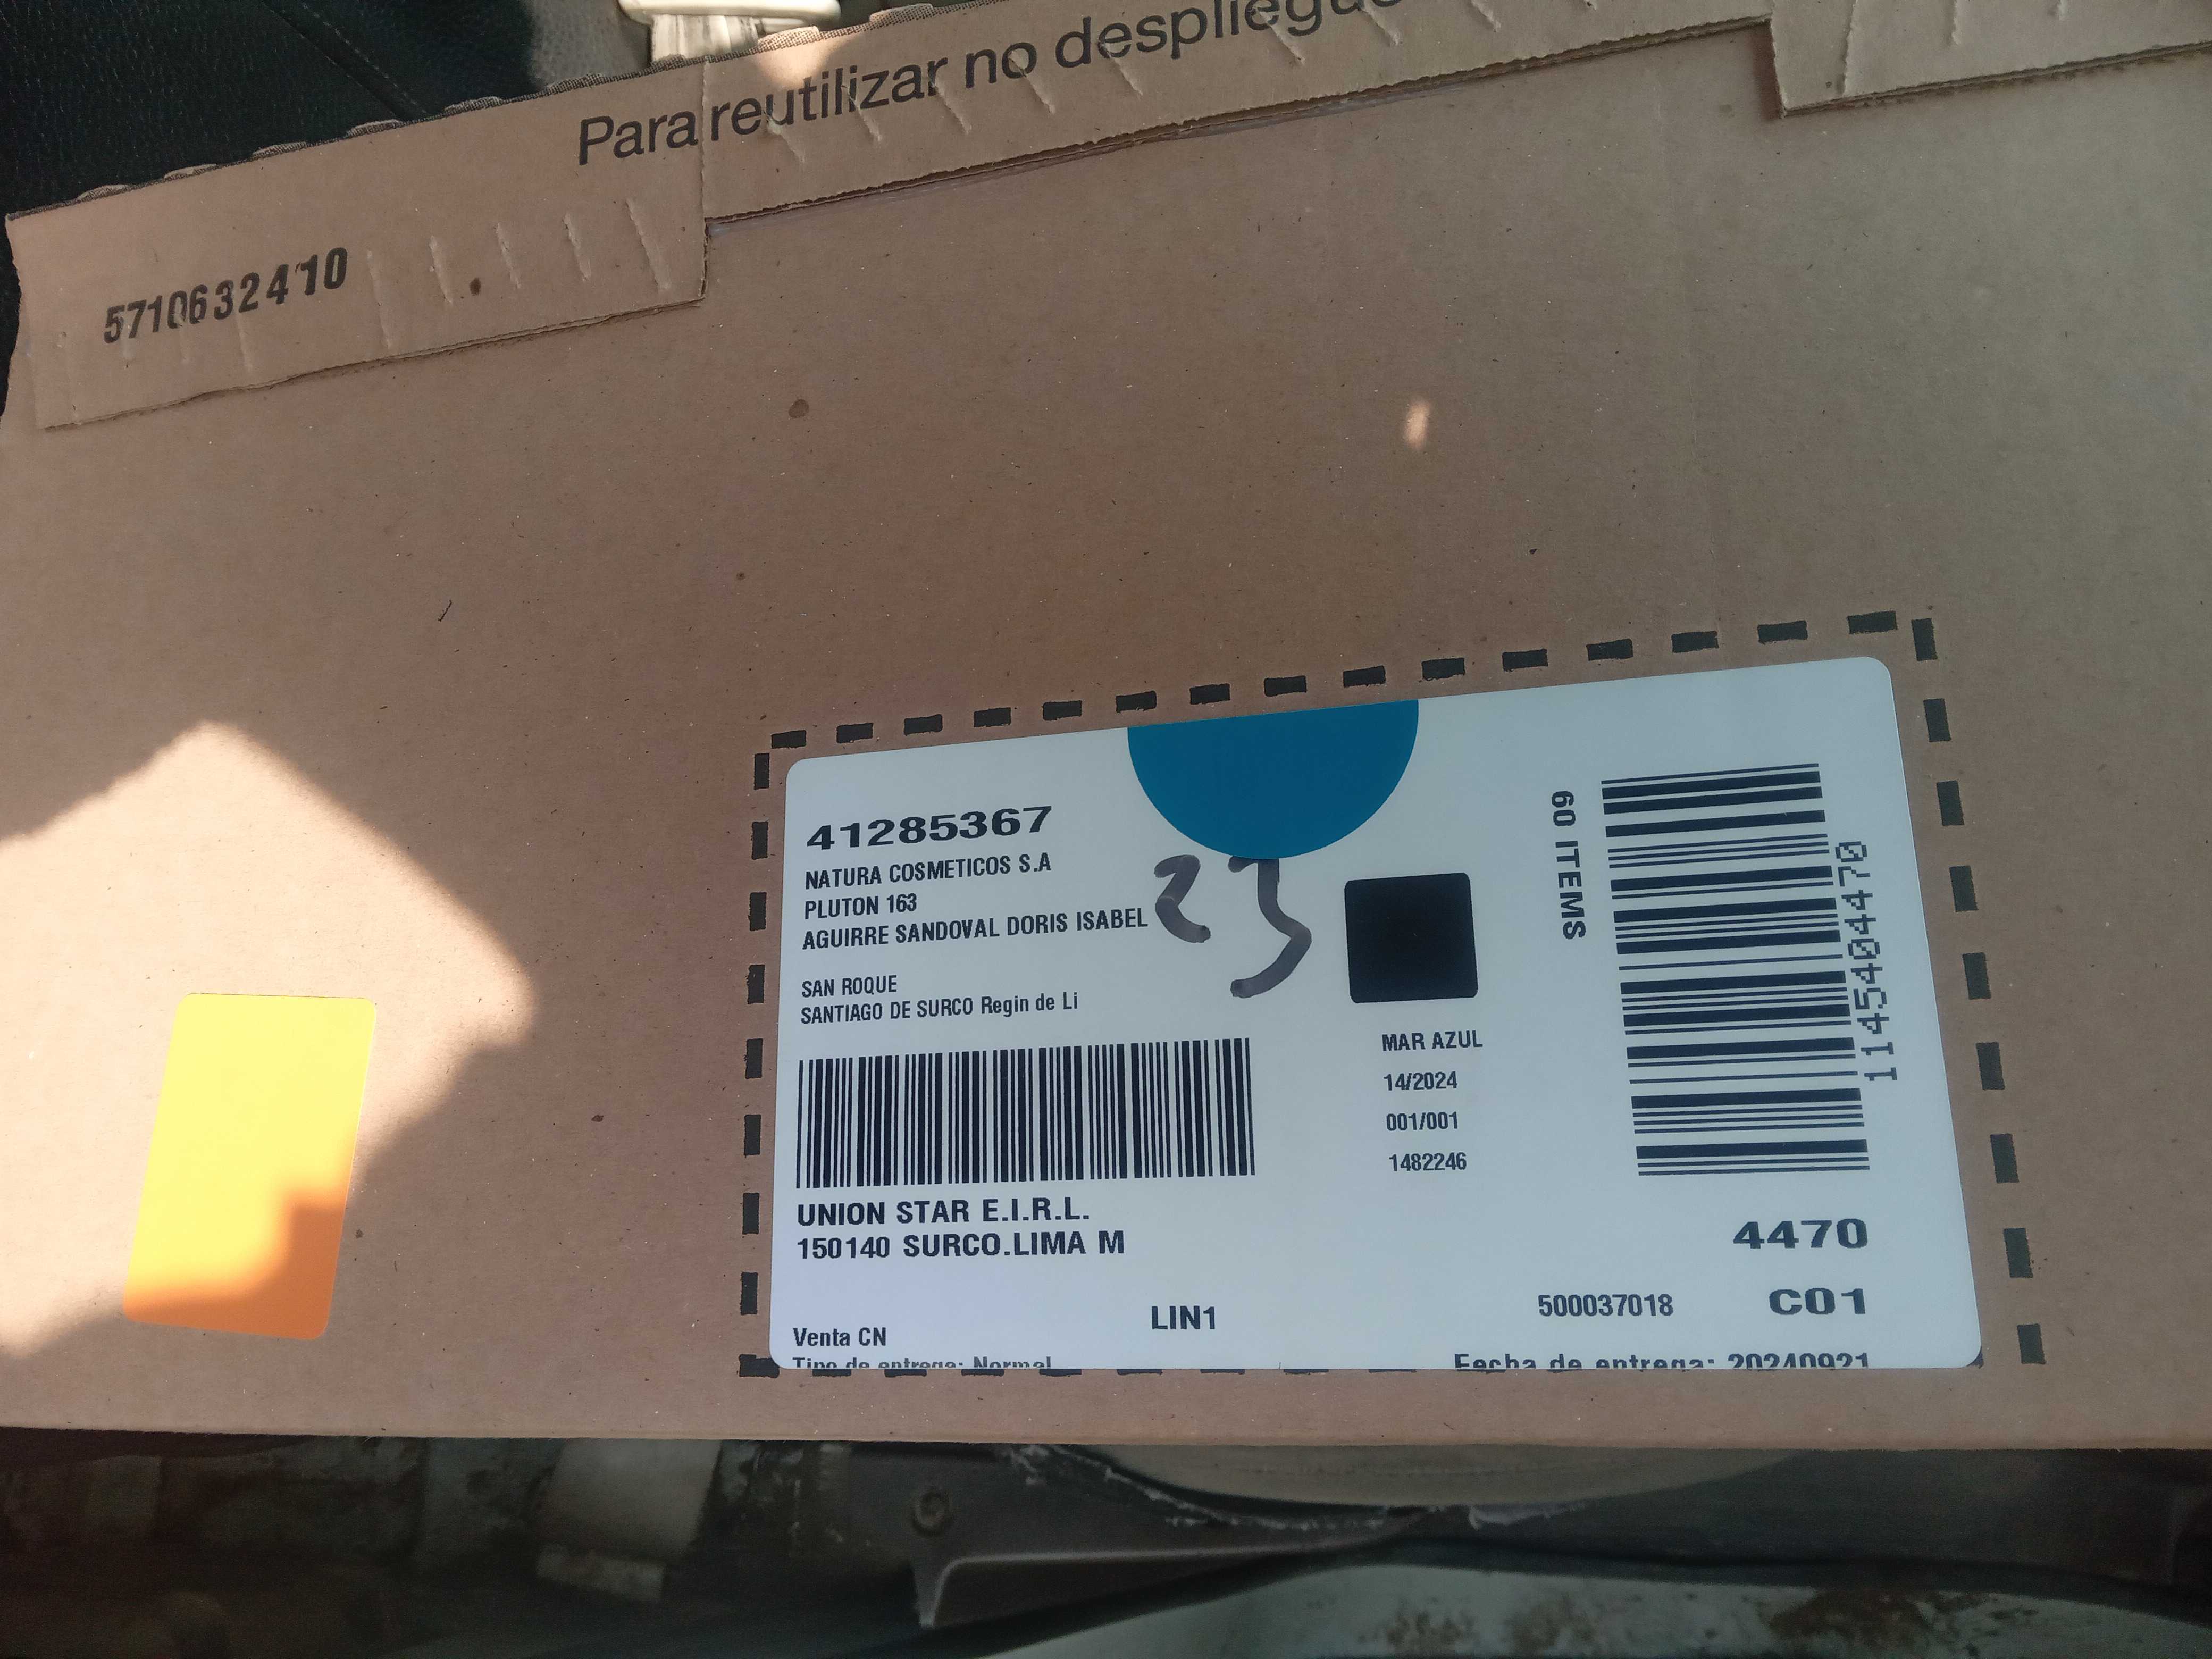 Para reutilizar no despliegue
5710632410
41285367
NATURA COSMETICOS S.A
PLUTON 163
AGUIRRE SANDOVAL DORIS ISABEL
23
SAN ROQUE
SANTIAGO DE SURCO Regin de Li
UNION STAR E.I.R.L.
150140 SURCO.LIMA M
LIN1
Venta CN
Tipo de entrega: Normal
MAR AZUL
14/2024
001/001
1482246
60 ITEMS
11454044470
4470
500037018 C01
Fecha de entrega: 20240921